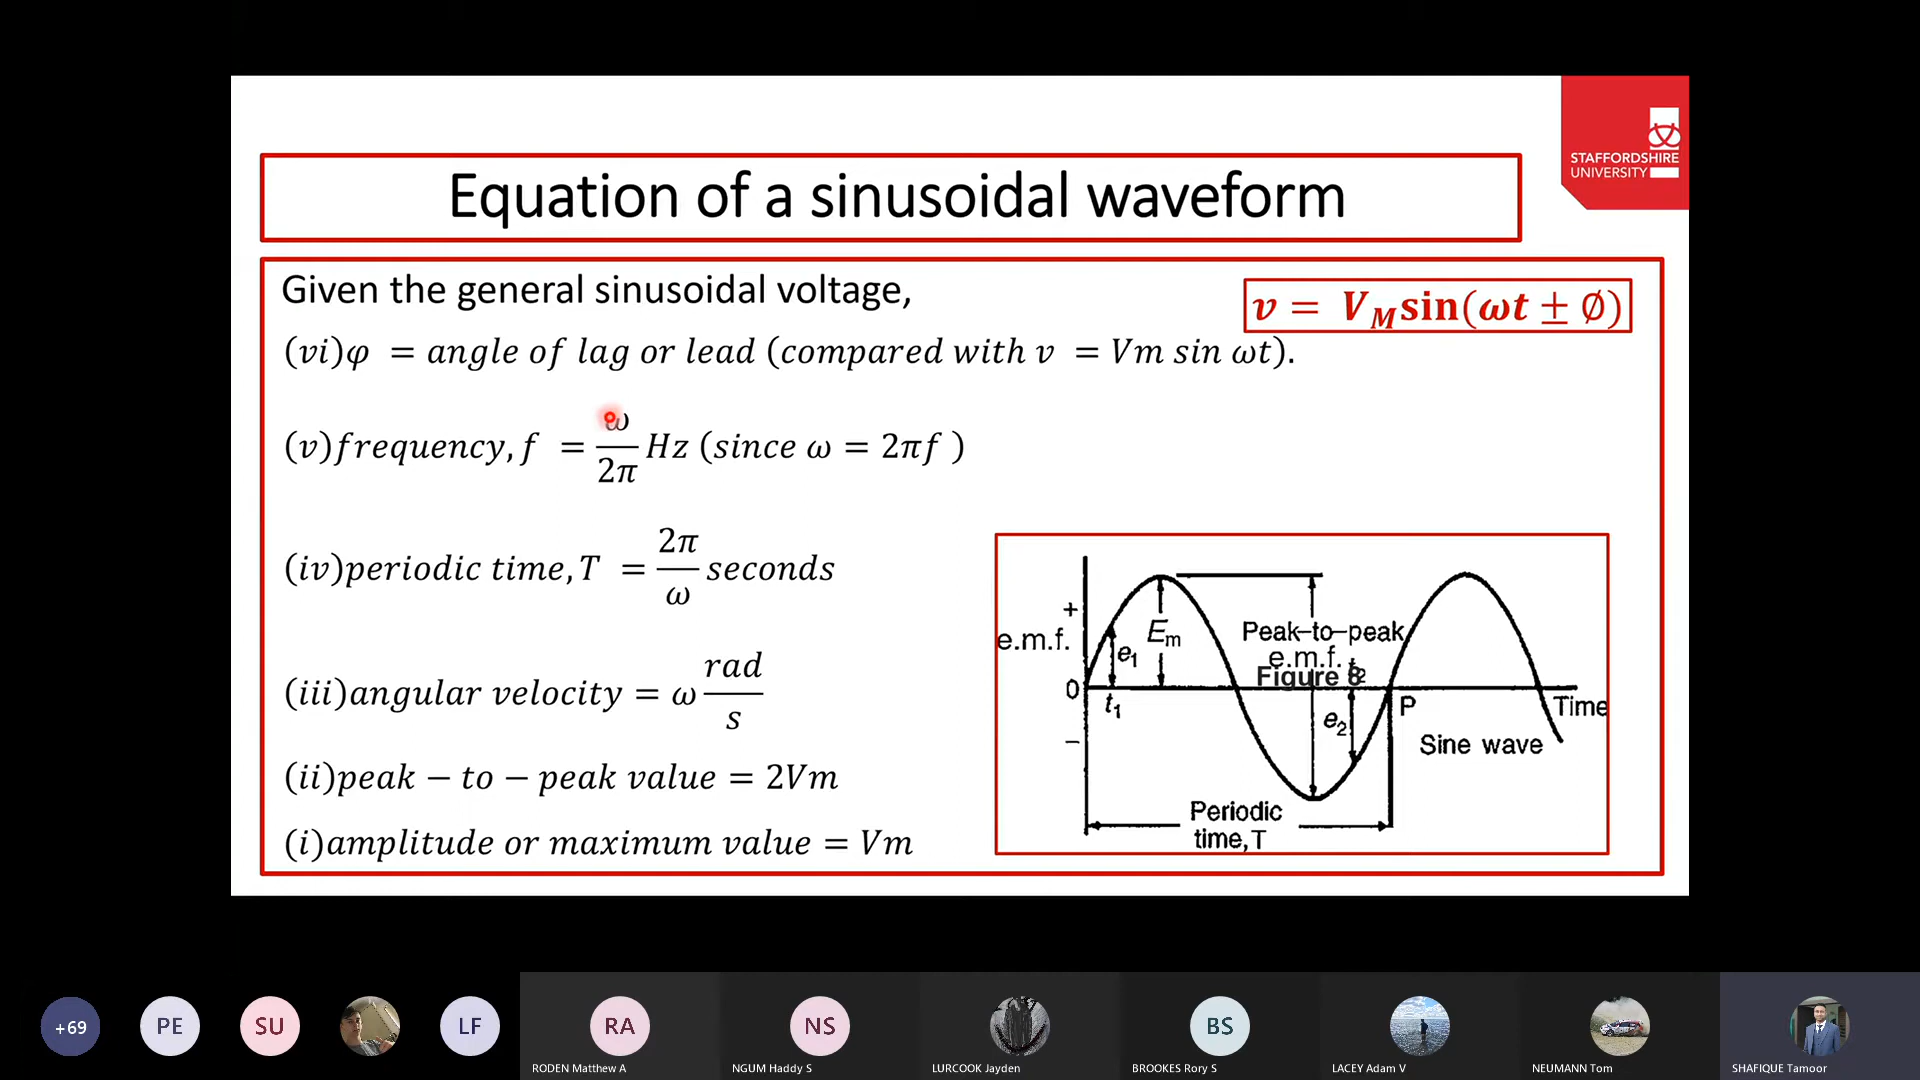 STAFFORDSHIRE
UNIVERSITY
Equation of a sinusoidal waveform
Given the general sinusoidal voltage,
v = V_M sin(ωt ± ∅)
(vi)φ = angle of lag or lead (compared with v = Vm sin ωt).
(v)frequency, f = ω/2π Hz (since ω = 2πf )
(iv)periodic time, T = 2π/ω seconds
(iii)angular velocity = ω rad/s
(ii)peak − to − peak value = 2Vm
(i)amplitude or maximum value = Vm
+
e.m.f.
0
−
e1
Em
t1
Peak-to-peak
e.m.f.
Figure 8
e2
P
Time
Sine wave
Periodic
time,T
+69
PE
SU
LF
RA
RODEN Matthew A
NS
NGUM Haddy S
LURCOOK Jayden
BS
BROOKES Rory S
LACEY Adam V
NEUMANN Tom
SHAFIQUE Tamoor